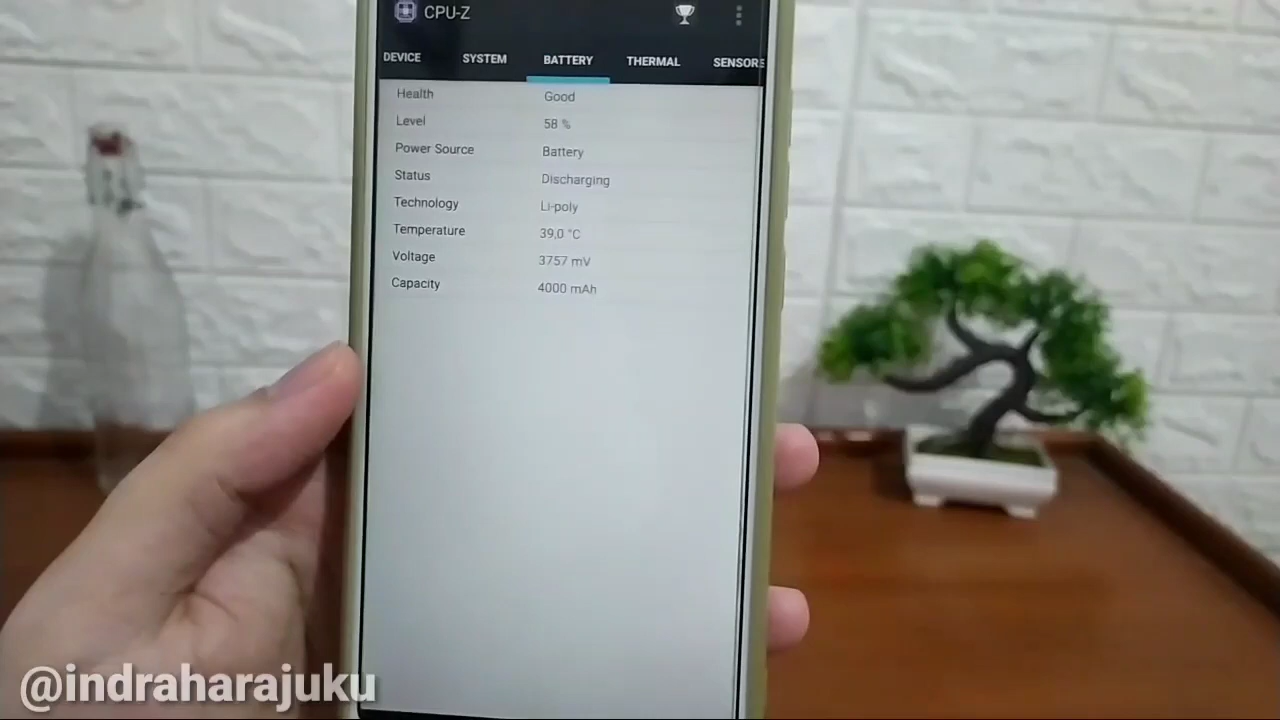 CPU-Z
DEVICE SYSTEM BATTERY THERMAL SENSORS
Health Good
Level 58 %
Power Source Battery
Status Discharging
Technology Li-poly
Temperature 39,0 °C
Voltage 3757 mV
Capacity 4000 mAh
@indraharajuku